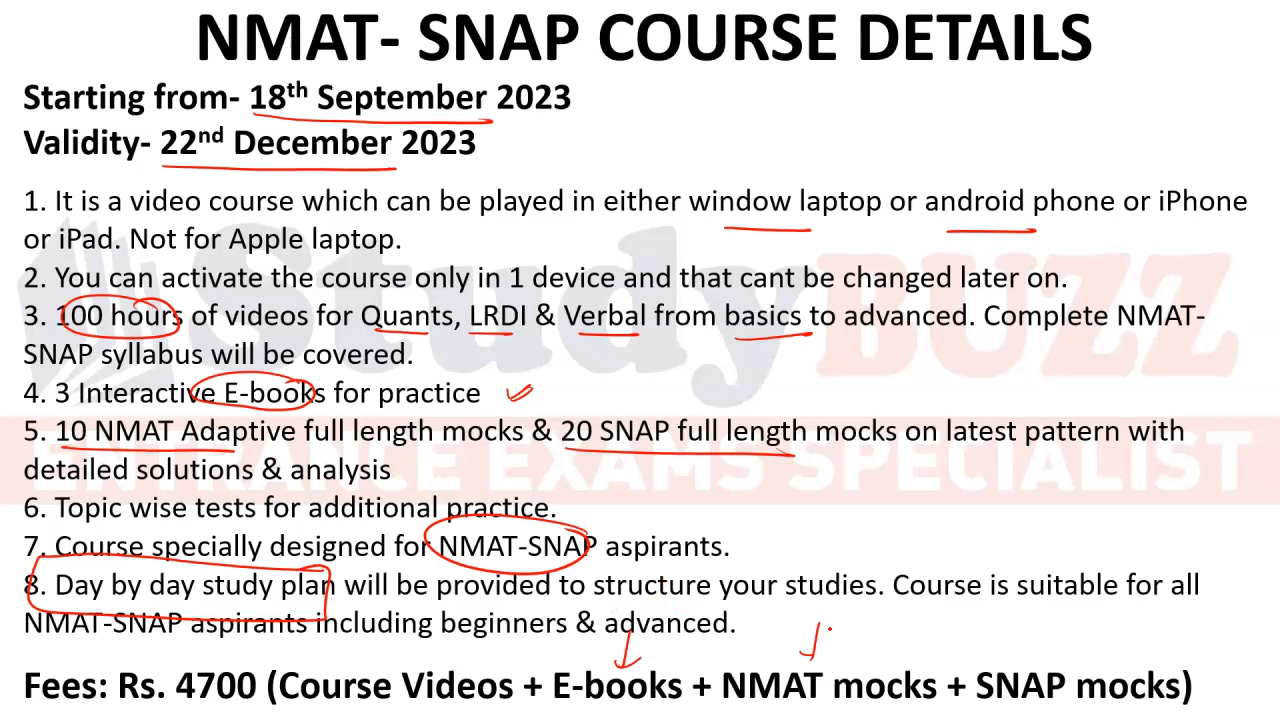 NMAT- SNAP COURSE DETAILS
Starting from- 18th September 2023
Validity- 22nd December 2023
1. It is a video course which can be played in either window laptop or android phone or iPhone
or iPad. Not for Apple laptop.
2. You can activate the course only in 1 device and that cant be changed later on.
3. 100 hours of videos for Quants, LRDI & Verbal from basics to advanced. Complete NMAT-
SNAP syllabus will be covered.
4. 3 Interactive E-books for practice
5. 10 NMAT Adaptive full length mocks & 20 SNAP full length mocks on latest pattern with
detailed solutions & analysis
6. Topic wise tests for additional practice.
7. Course specially designed for NMAT-SNAP aspirants.
8. Day by day study plan will be provided to structure your studies. Course is suitable for all
NMAT-SNAP aspirants including beginners & advanced.
Fees: Rs. 4700 (Course Videos + E-books + NMAT mocks + SNAP mocks)
StudyBUZZ
ENTRANCE EXAMS SPECIALIST